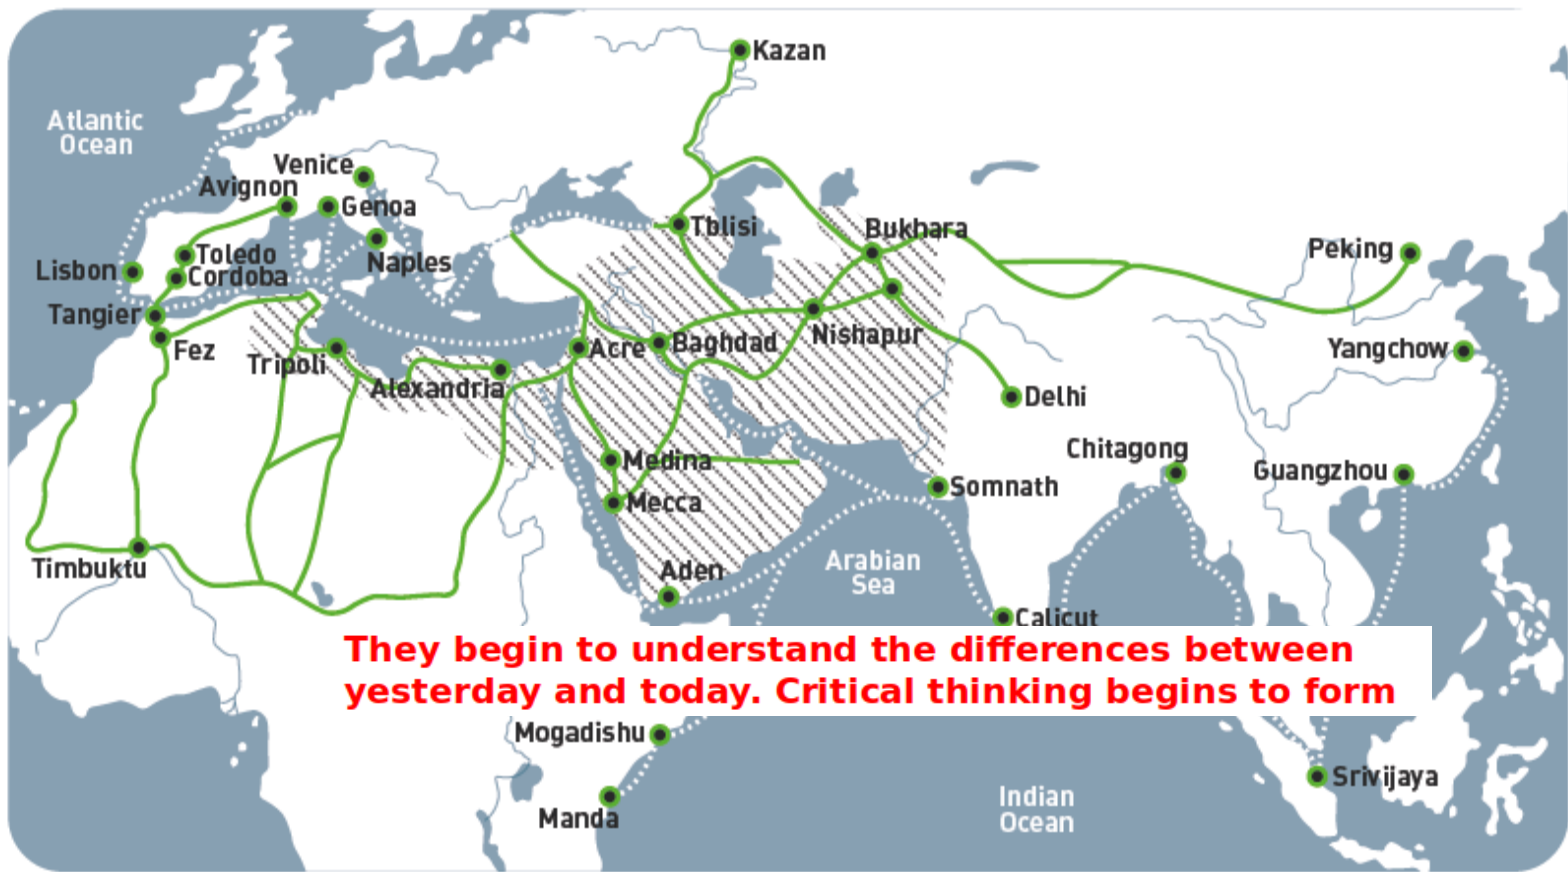 Kazan
Atlantic
Ocean
Venice
Avignon
Genoa
Tblisi
Bukhara
Toledo
Naples
Peking
Lisbon
Cordoba
Tangier
Nishapur
Fez
Tripoli
Acre
Baghdad
Yangchow
Alexandria
Delhi
Chitagong
Medina
Guangzhou
Somnath
Mecca
Timbuktu
Aden
Arabian
Sea
Calicut
They begin to understand the differences between
yesterday and today. Critical thinking begins to form
Mogadishu
Srivijaya
Manda
Indian
Ocean